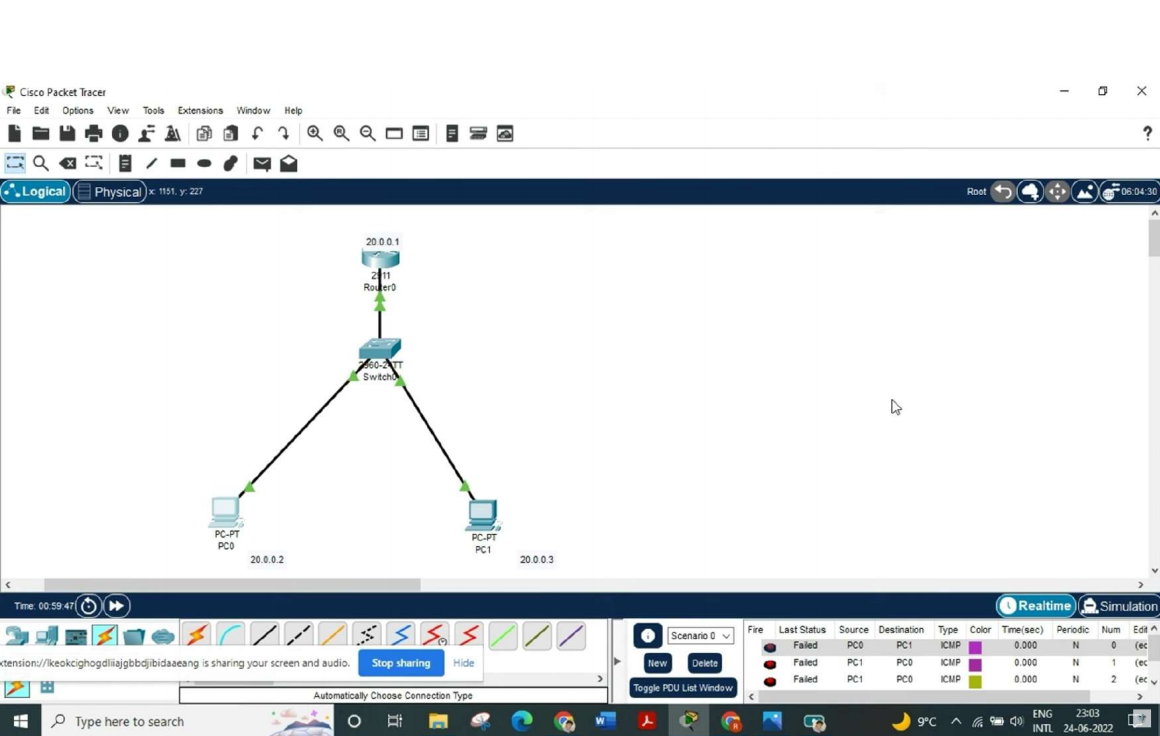 Cisco Packet Tracer
File Edit Options View Tools Extensions Window Help
?
Logical Physical x: 1151, y: 227 Root 06:04:30
20.0.0.1
Router0
Switch0
PC-PT
PC0
20.0.0.2
PC-PT
PC1
20.0.0.3
Time: 00:59:47 Realtime Simulation
Scenario 0
New Delete
Toggle PDU List Window
Fire Last Status Source Destination Type Color Time(sec) Periodic Num Edit
Failed PC0 PC1 ICMP 0.000 N 0 (ec
Failed PC1 PC0 ICMP 0.000 N 1 (ec
Failed PC1 PC0 ICMP 0.000 N 2 (ec
xtension://lkeokcighogdliiajgbbdjibidaaeang is sharing your screen and audio. Stop sharing Hide
Automatically Choose Connection Type
Type here to search
9°C ENG INTL 23:03 24-06-2022